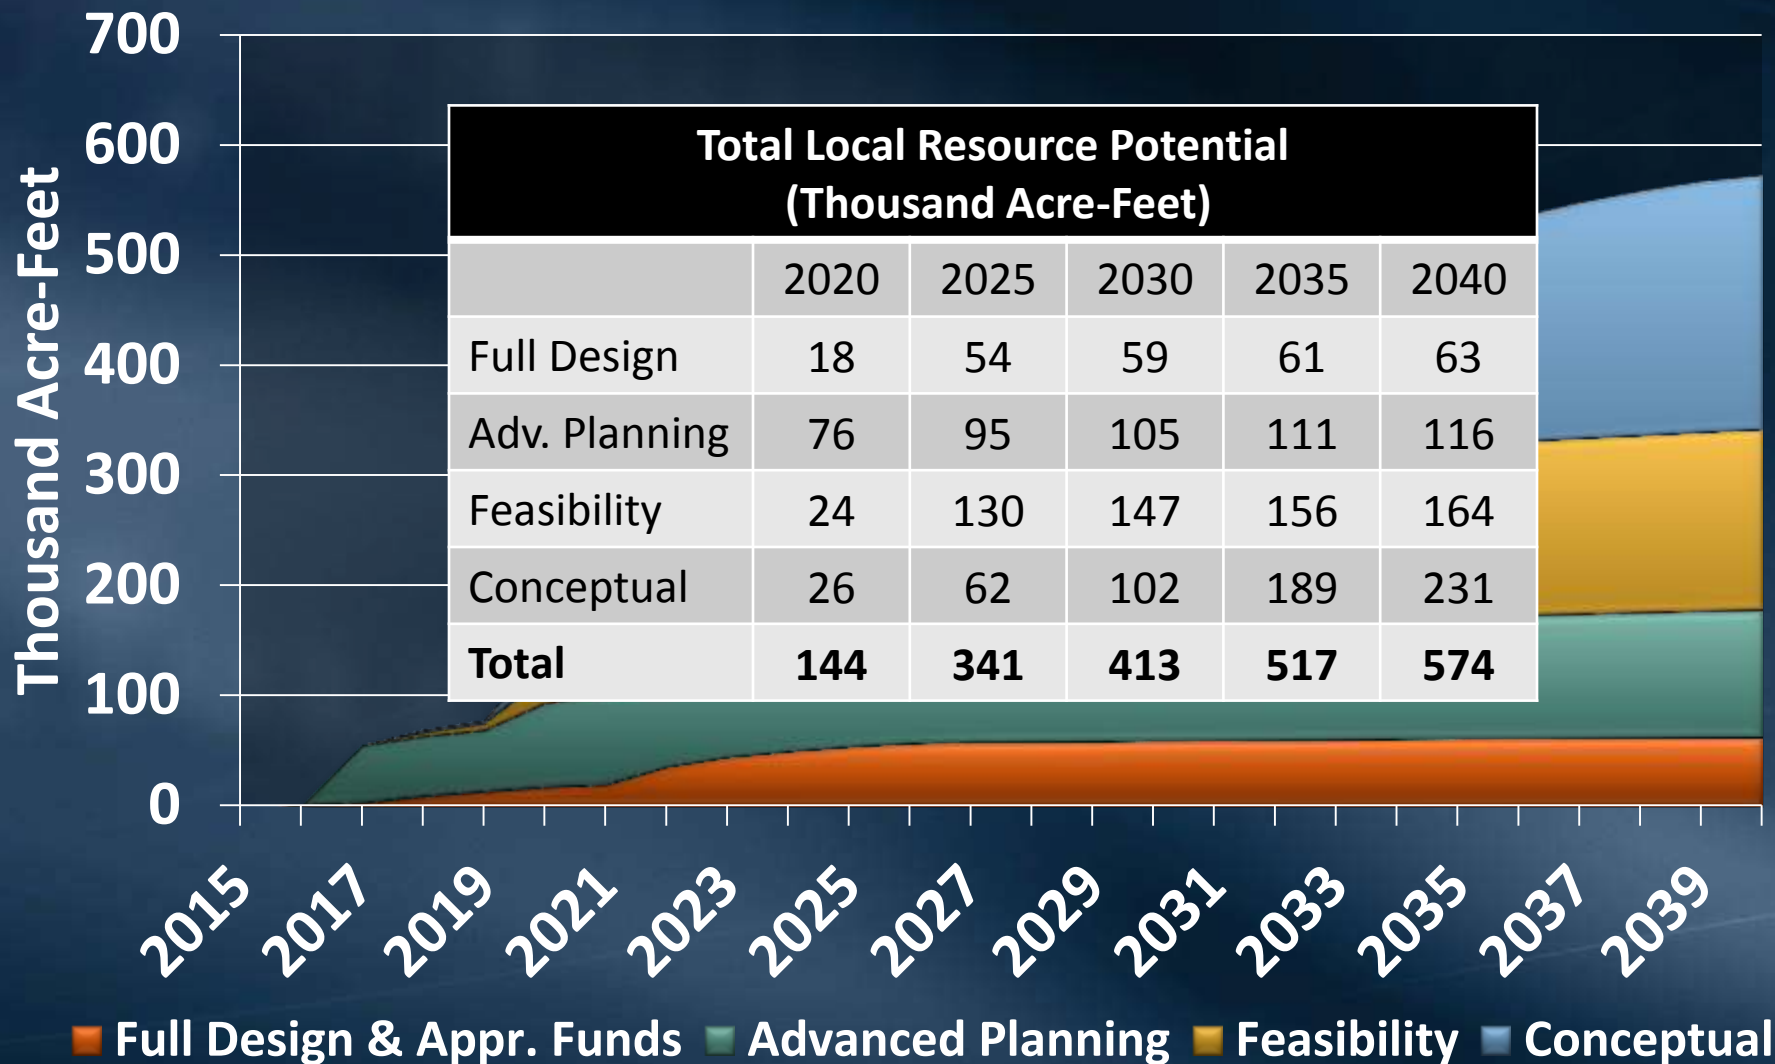 700
600
500
400
300
200
100
0
Thousand Acre-Feet
Total Local Resource Potential
(Thousand Acre-Feet)
2020 2025 2030 2035 2040
Full Design 18 54 59 61 63
Adv. Planning 76 95 105 111 116
Feasibility 24 130 147 156 164
Conceptual 26 62 102 189 231
Total 144 341 413 517 574
2015 2017 2019 2021 2023 2025 2027 2029 2031 2033 2035 2037 2039
Full Design & Appr. Funds Advanced Planning Feasibility Conceptual